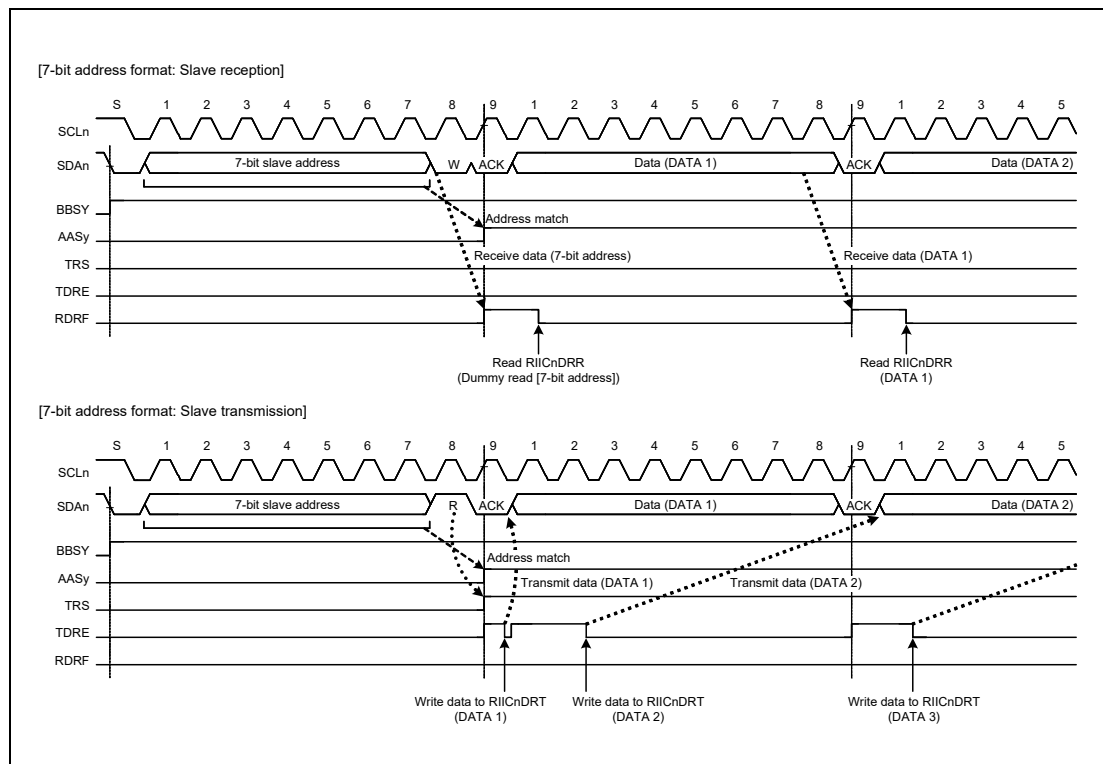 [7-bit address format: Slave reception]
S 1 2 3 4 5 6 7 8 9 1 2 3 4 5 6 7 8 9 1 2 3 4 5
SCLn
SDAn 7-bit slave address W ACK Data (DATA 1) ACK Data (DATA 2)
BBSY
Address match
AASy
Receive data (7-bit address) Receive data (DATA 1)
TRS
TDRE
RDRF
Read RIICnDRR Read RIICnDRR
(Dummy read [7-bit address]) (DATA 1)
[7-bit address format: Slave transmission]
S 1 2 3 4 5 6 7 8 9 1 2 3 4 5 6 7 8 9 1 2 3 4 5
SCLn
SDAn 7-bit slave address R ACK Data (DATA 1) ACK Data (DATA 2)
BBSY
Address match
AASy
Transmit data (DATA 1) Transmit data (DATA 2)
TRS
TDRE
RDRF
Write data to RIICnDRT Write data to RIICnDRT Write data to RIICnDRT
(DATA 1) (DATA 2) (DATA 3)